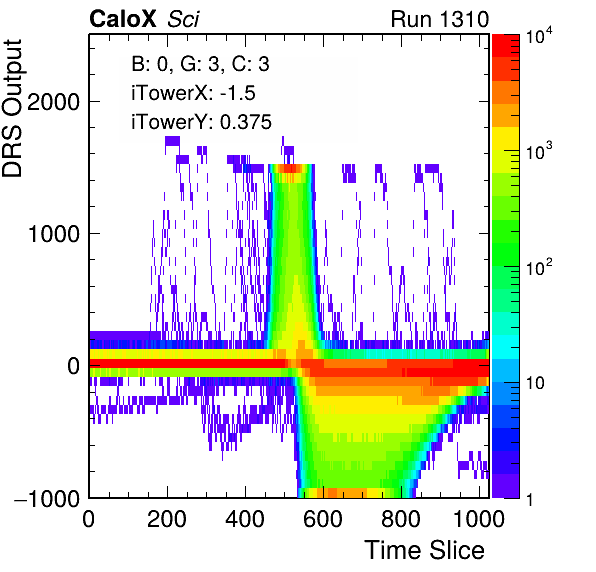 CaloX Sci Run 1310
B: 0, G: 3, C: 3
iTowerX: -1.5
iTowerY: 0.375
DRS Output
2000
1000
0
−1000
0 200 400 600 800 1000
Time Slice
10^4
10^3
10^2
10
1